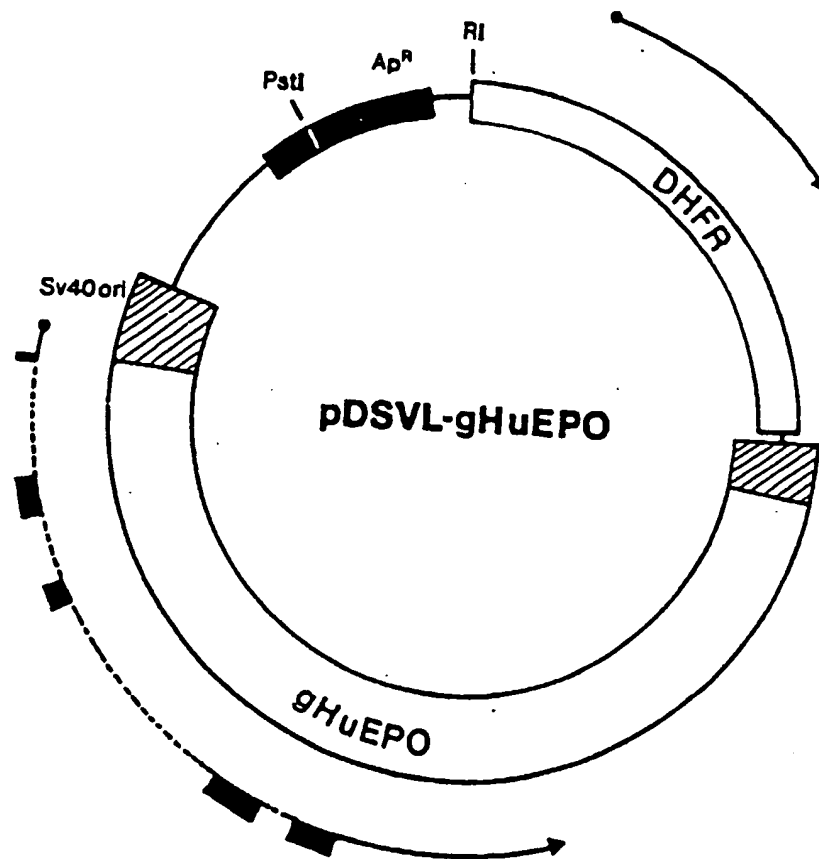 RI
Ap^R
PstI
DHFR
Sv40ori
pDSVL-gHuEPO
gHuEPO